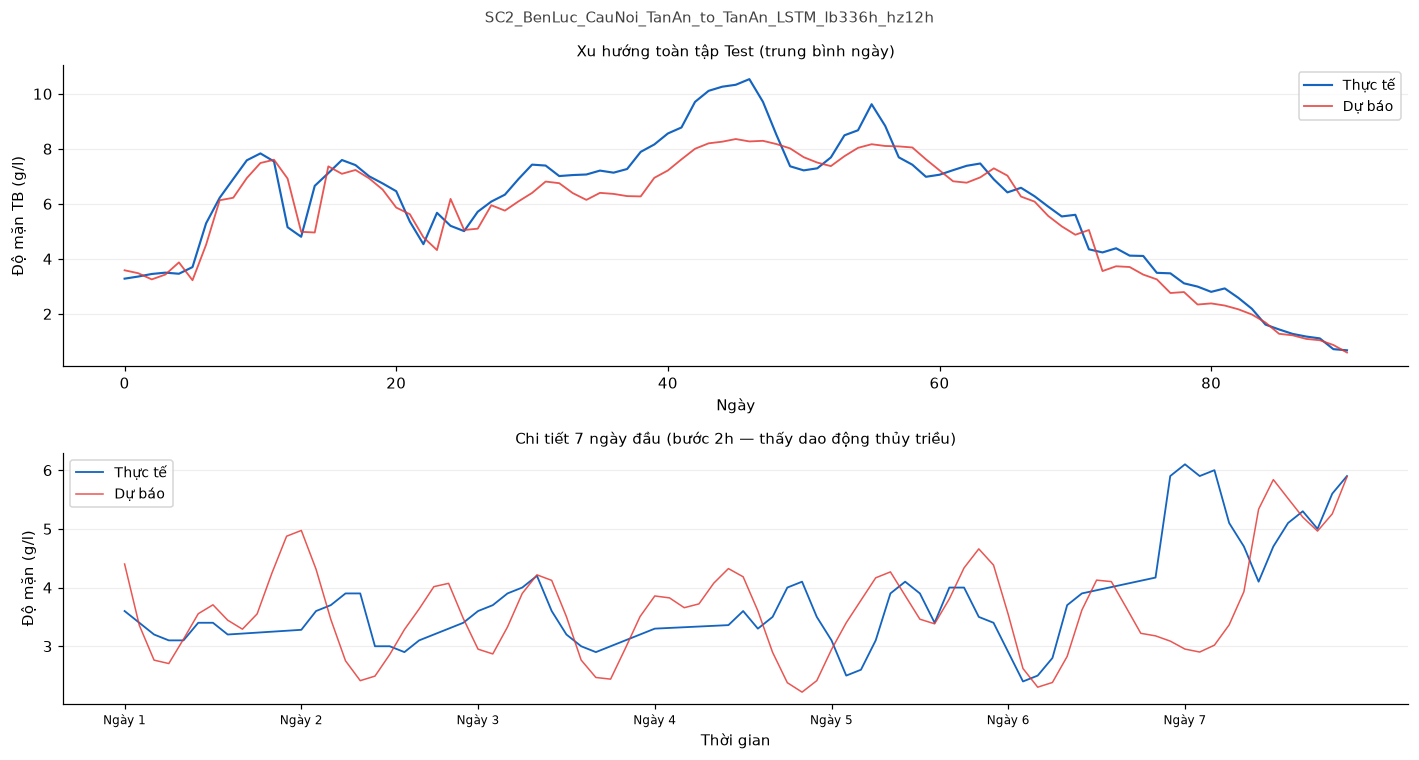 SC2_BenLuc_CauNoi_TanAn_to_TanAn_LSTM_lb336h_hz12h
Xu hướng toàn tập Test (trung bình ngày)
Độ mặn TB (g/l)
10
8
6
4
2
Thực tế
Dự báo
0 20 40 60 80
Ngày
Chi tiết 7 ngày đầu (bước 2h — thấy dao động thủy triều)
Độ mặn (g/l)
6
5
4
3
Thực tế
Dự báo
Ngày 1 Ngày 2 Ngày 3 Ngày 4 Ngày 5 Ngày 6 Ngày 7
Thời gian